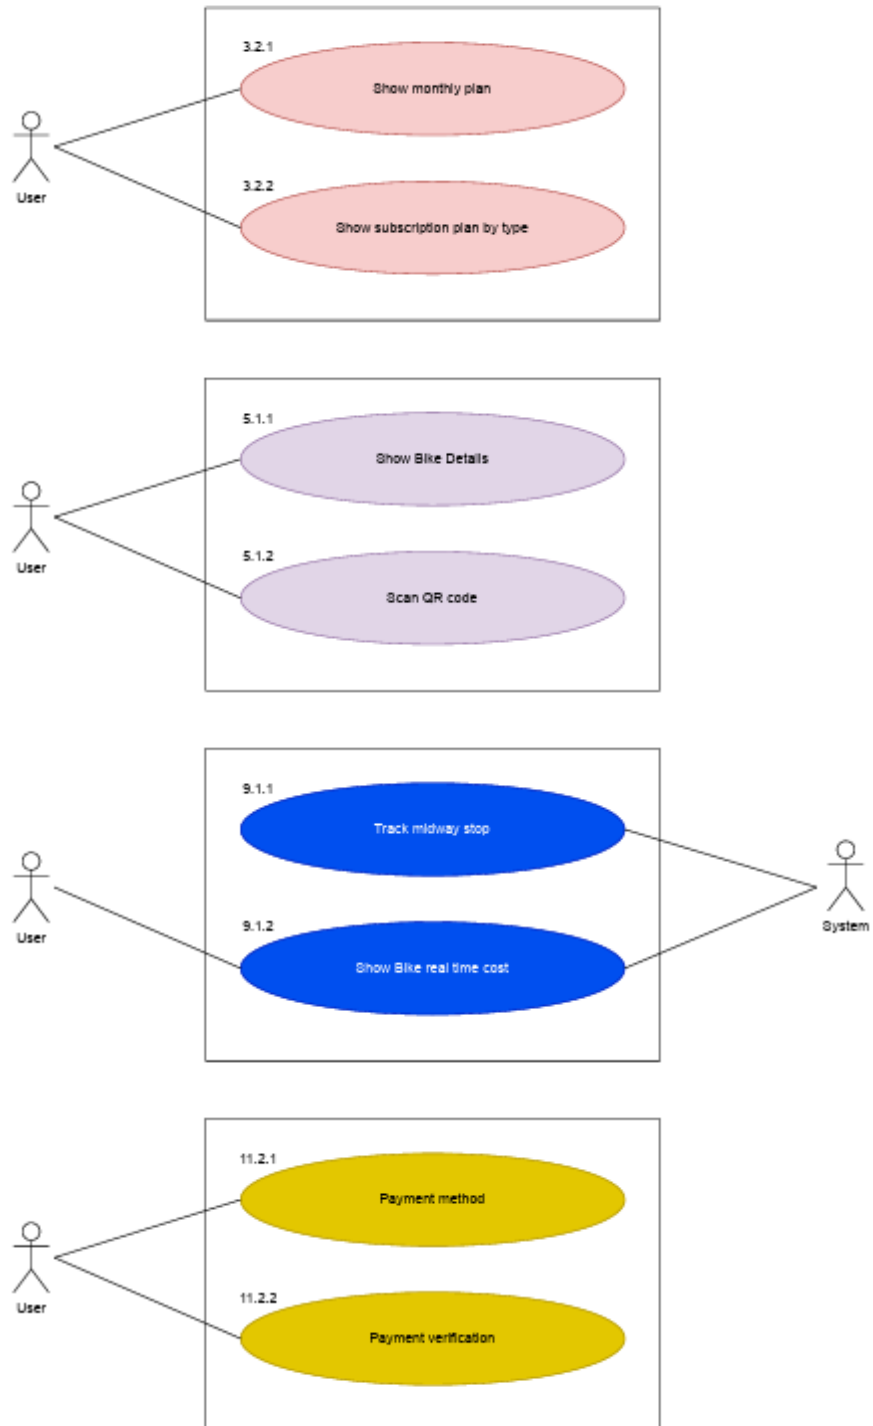 3.2.1
Show monthly plan
User
3.2.2
Show subscription plan by type
5.1.1
Show Bike Details
User
5.1.2
Scan QR code
9.1.1
Track midway stop
User
System
9.1.2
Show Bike real time cost
11.2.1
Payment method
User
11.2.2
Payment verification